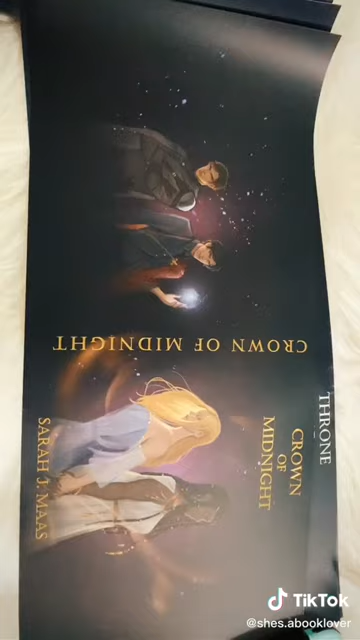 CROWN OF MIDNIGHT
THRONE
CROWN
OF
MIDNIGHT
SARAH J. MAAS
TikTok
@shes.abooklover